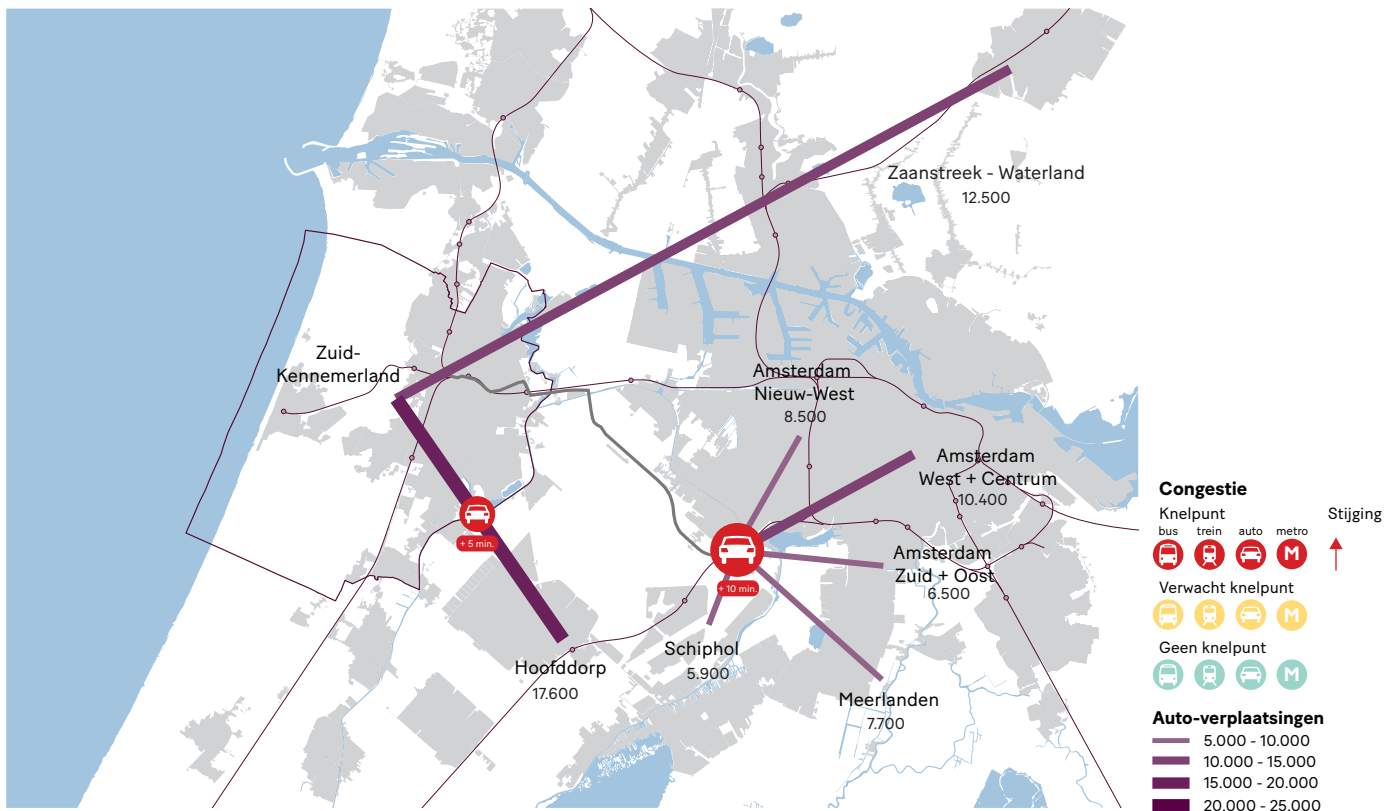 Zaanstreek - Waterland
12.500
Zuid-
Kennemerland
Amsterdam
Nieuw-West
8.500
Amsterdam
West + Centrum
10.400
+ 5 min.
Amsterdam
Zuid + Oost
6.500
+ 10 min.
Schiphol
5.900
Hoofddorp
17.600
Meerlanden
7.700
Congestie
Knelpunt
Stijging
bus trein auto metro
M
Verwacht knelpunt
M
Geen knelpunt
M
Auto-verplaatsingen
5.000 - 10.000
10.000 - 15.000
15.000 - 20.000
20.000 - 25.000